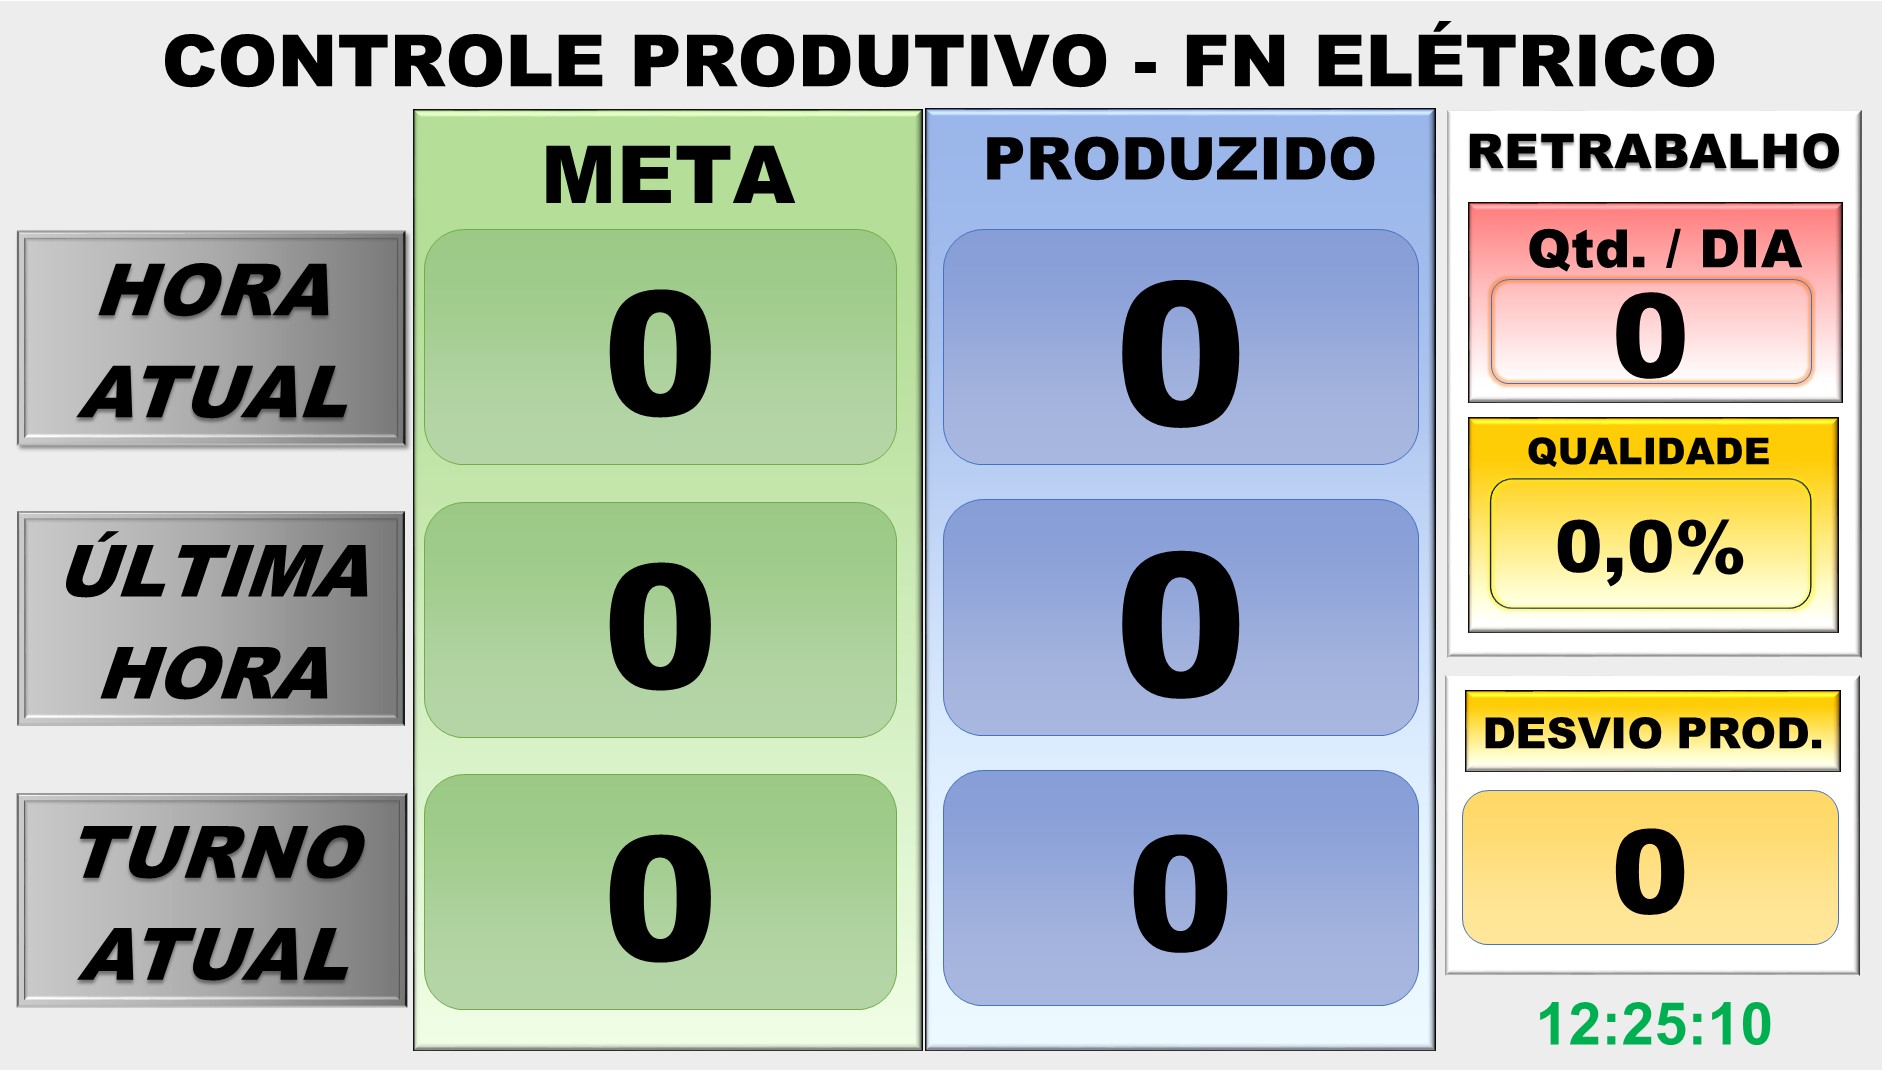 CONTROLE PRODUTIVO - FN ELÉTRICO
META
PRODUZIDO
HORA
ATUAL
0
0
ÚLTIMA
HORA
0
0
TURNO
ATUAL
0
0
RETRABALHO
Qtd. / DIA
0
QUALIDADE
0,0%
DESVIO PROD.
0
12:25:10